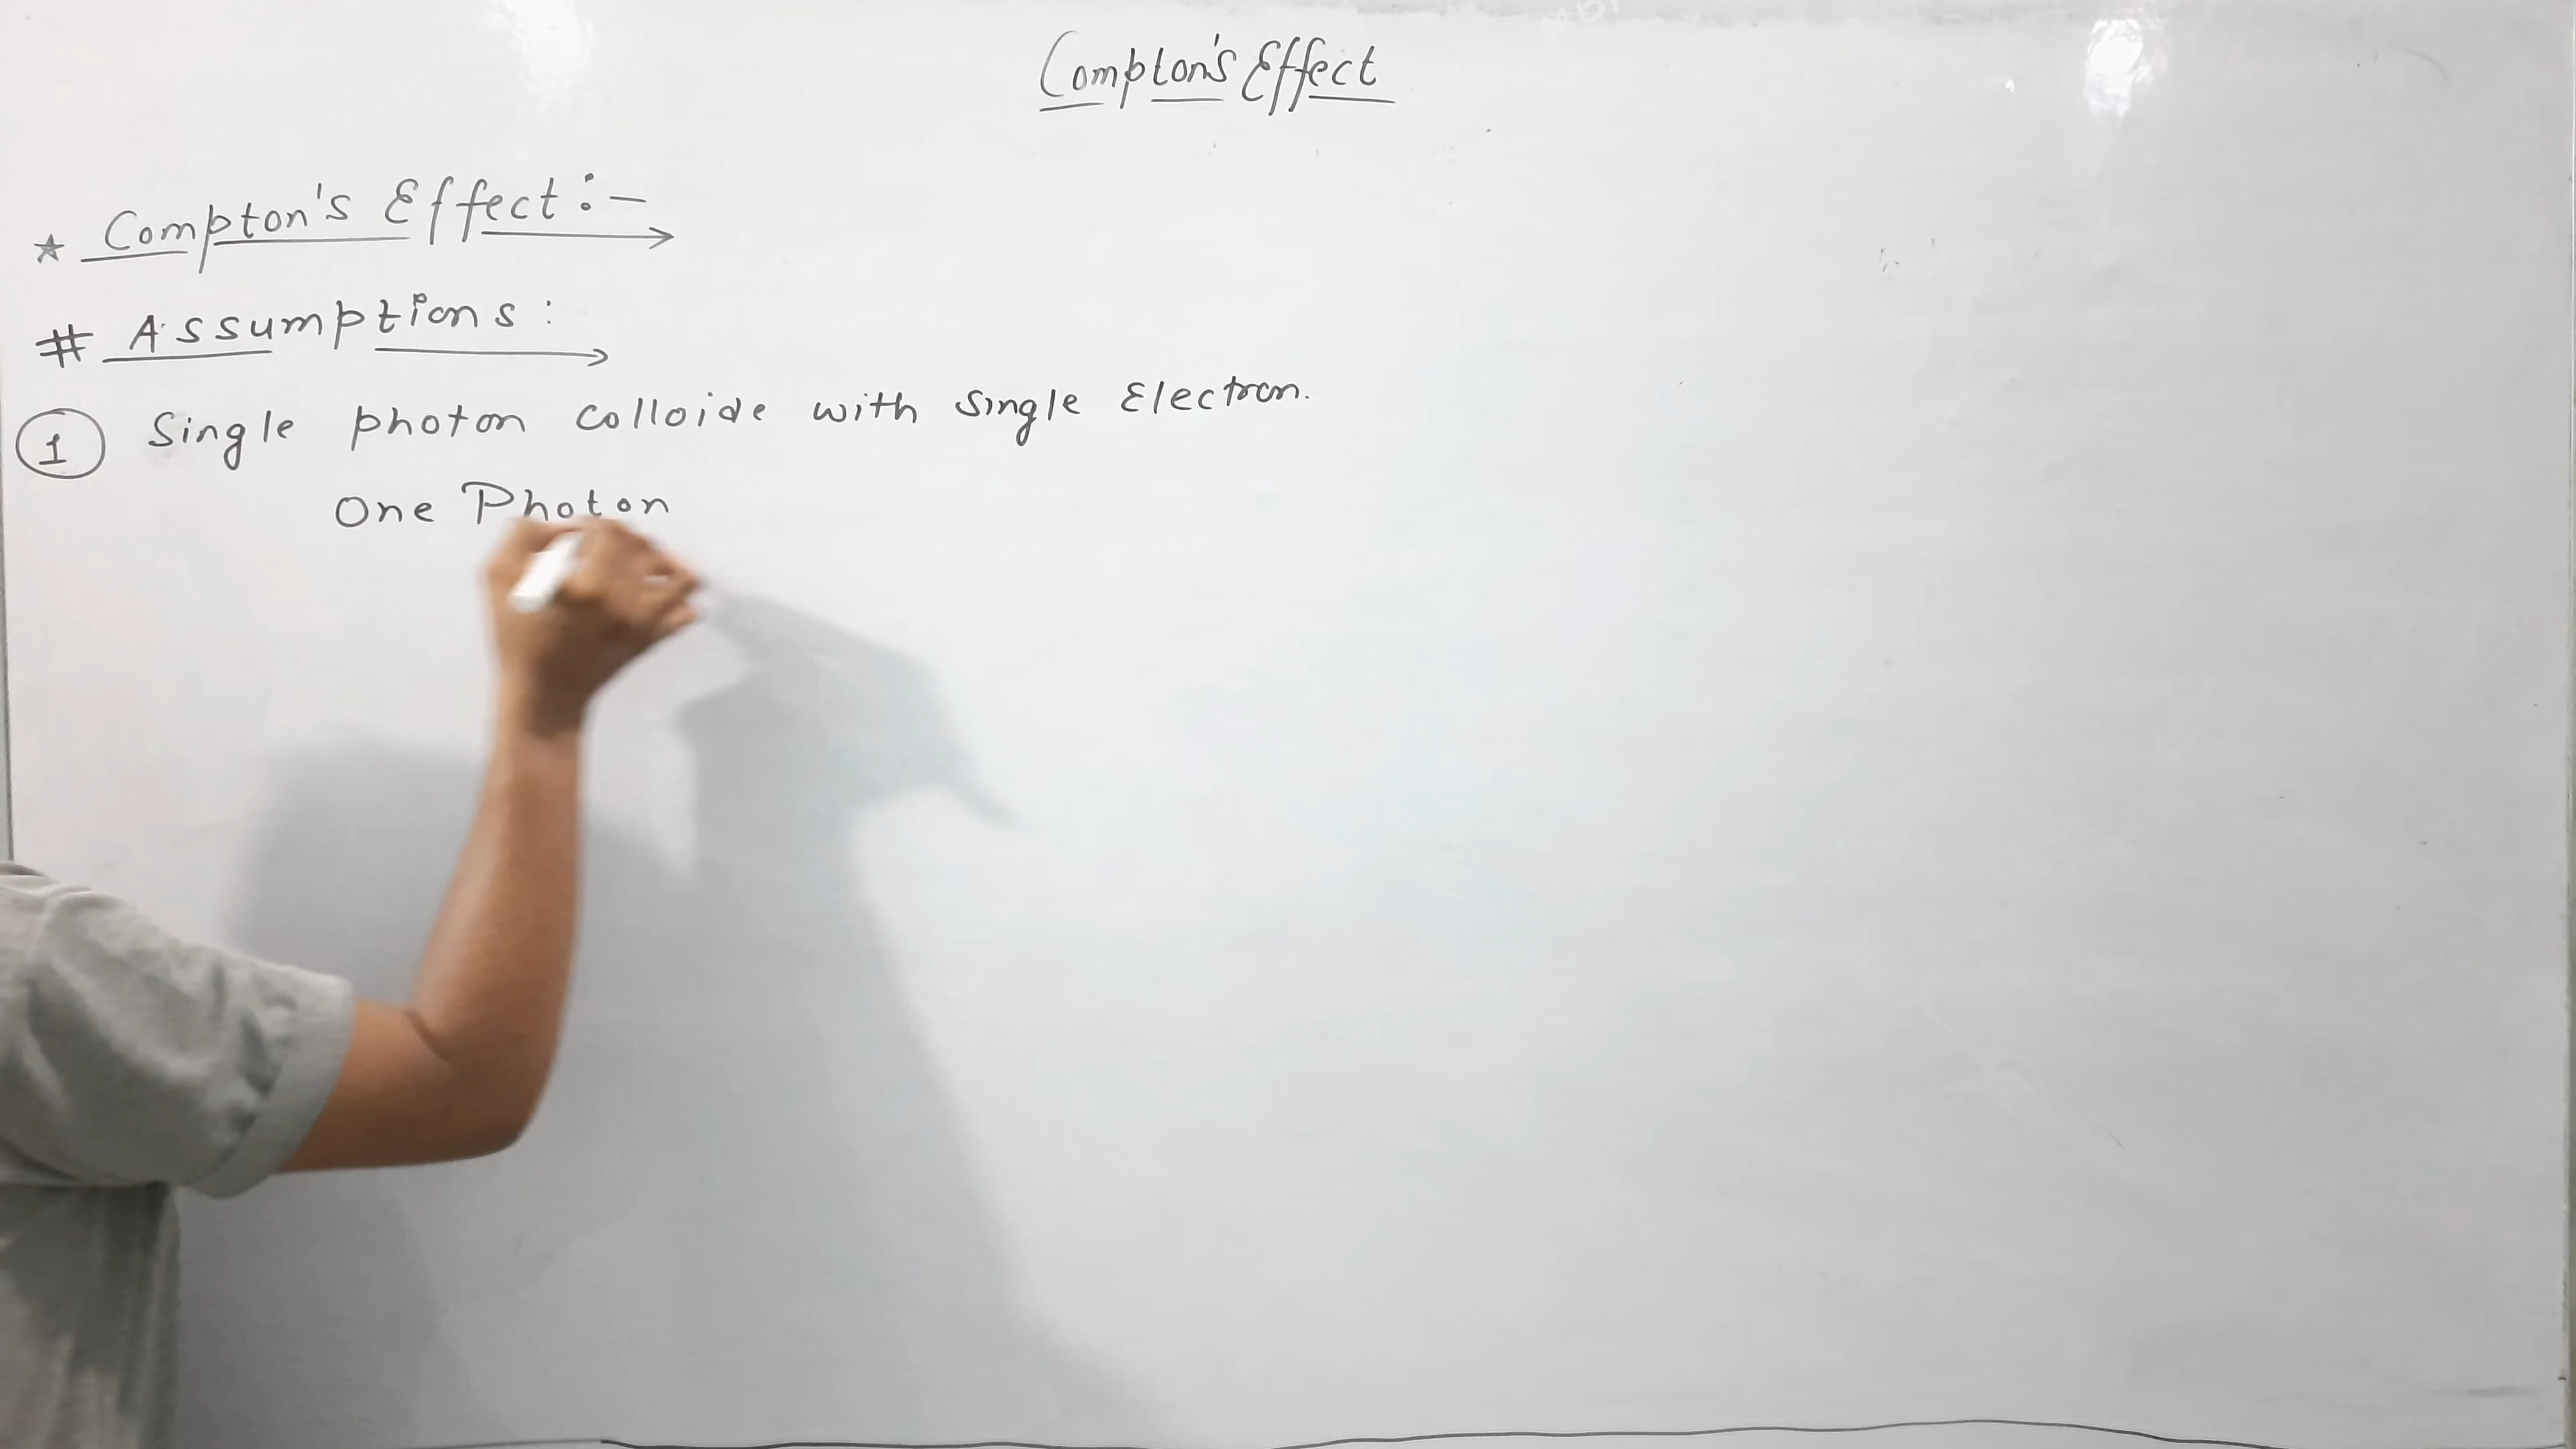 Compton's Effect
★ Compton's Effect :-
# Assumptions :
1 Single photon colloide with single Electron.
One Photon